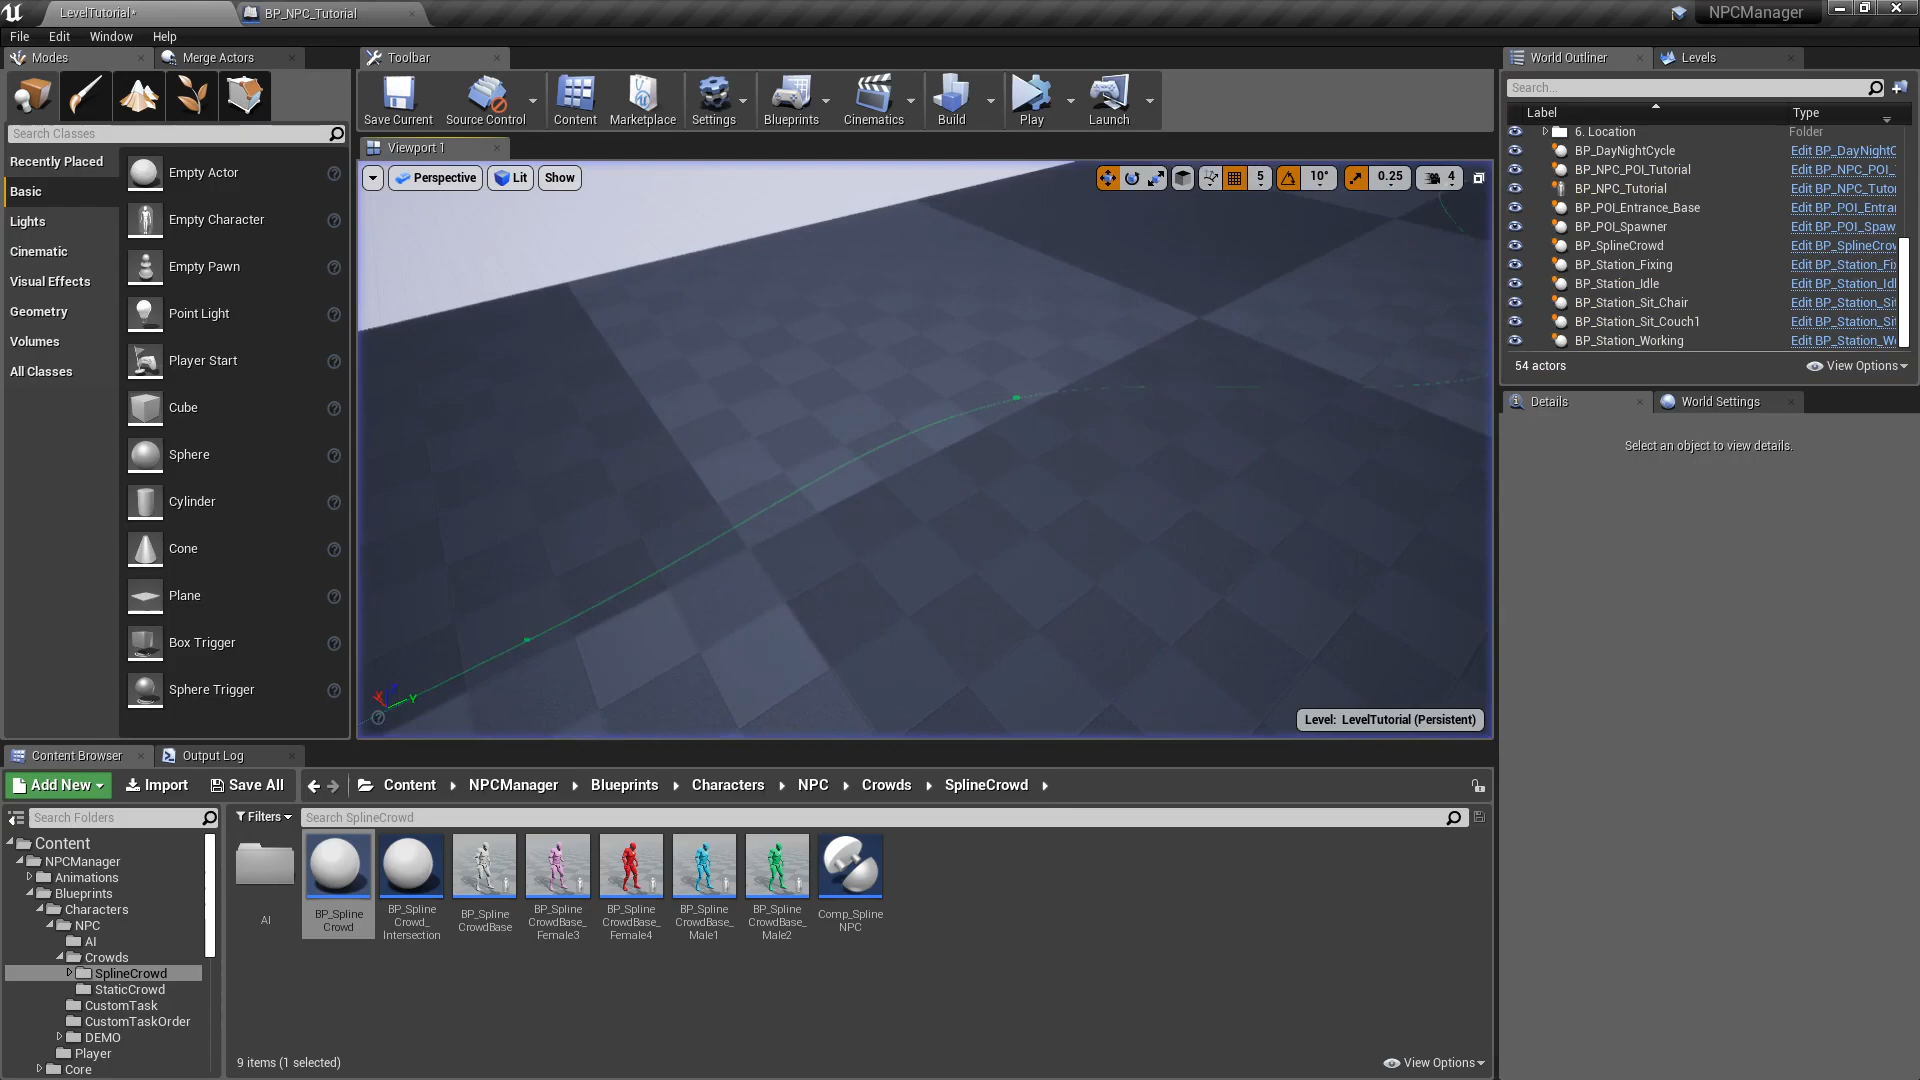 LevelTutorial*
BP_NPC_Tutorial
NPCManager
File Edit Window Help
Modes
Merge Actors
Toolbar
World Outliner
Levels
Save Current
Source Control
Content
Marketplace
Settings
Blueprints
Cinematics
Build
Play
Launch
Search...
Label
Type
Search Classes
Viewport 1
Recently Placed
Basic
Lights
Cinematic
Visual Effects
Geometry
Volumes
All Classes
Empty Actor
Empty Character
Empty Pawn
Point Light
Player Start
Cube
Sphere
Cylinder
Cone
Plane
Box Trigger
Sphere Trigger
Perspective
Lit
Show
5
10°
0.25
4
X
Y
Level: LevelTutorial (Persistent)
6. Location Folder
BP_DayNightCycle Edit BP_DayNightC
BP_NPC_POI_Tutorial Edit BP_NPC_POI_
BP_NPC_Tutorial Edit BP_NPC_Tutor
BP_POI_Entrance_Base Edit BP_POI_Entrar
BP_POI_Spawner Edit BP_POI_Spaw
BP_SplineCrowd Edit BP_SplineCrow
BP_Station_Fixing Edit BP_Station_Fi
BP_Station_Idle Edit BP_Station_Idl
BP_Station_Sit_Chair Edit BP_Station_Sit
BP_Station_Sit_Couch1 Edit BP_Station_Sit
BP_Station_Working Edit BP_Station_W
54 actors
View Options
Details
World Settings
Select an object to view details.
Content Browser
Output Log
Add New
Import
Save All
Content
NPCManager
Blueprints
Characters
NPC
Crowds
SplineCrowd
Search Folders
Filters
Search SplineCrowd
Content
NPCManager
Animations
Blueprints
Characters
NPC
AI
Crowds
SplineCrowd
StaticCrowd
CustomTask
CustomTaskOrder
DEMO
Player
Core
AI
BP_Spline
Crowd
BP_Spline
Crowd_
Intersection
BP_Spline
CrowdBase
BP_Spline
CrowdBase_
Female3
BP_Spline
CrowdBase_
Female4
BP_Spline
CrowdBase_
Male1
BP_Spline
CrowdBase_
Male2
Comp_Spline
NPC
9 items (1 selected)
View Options